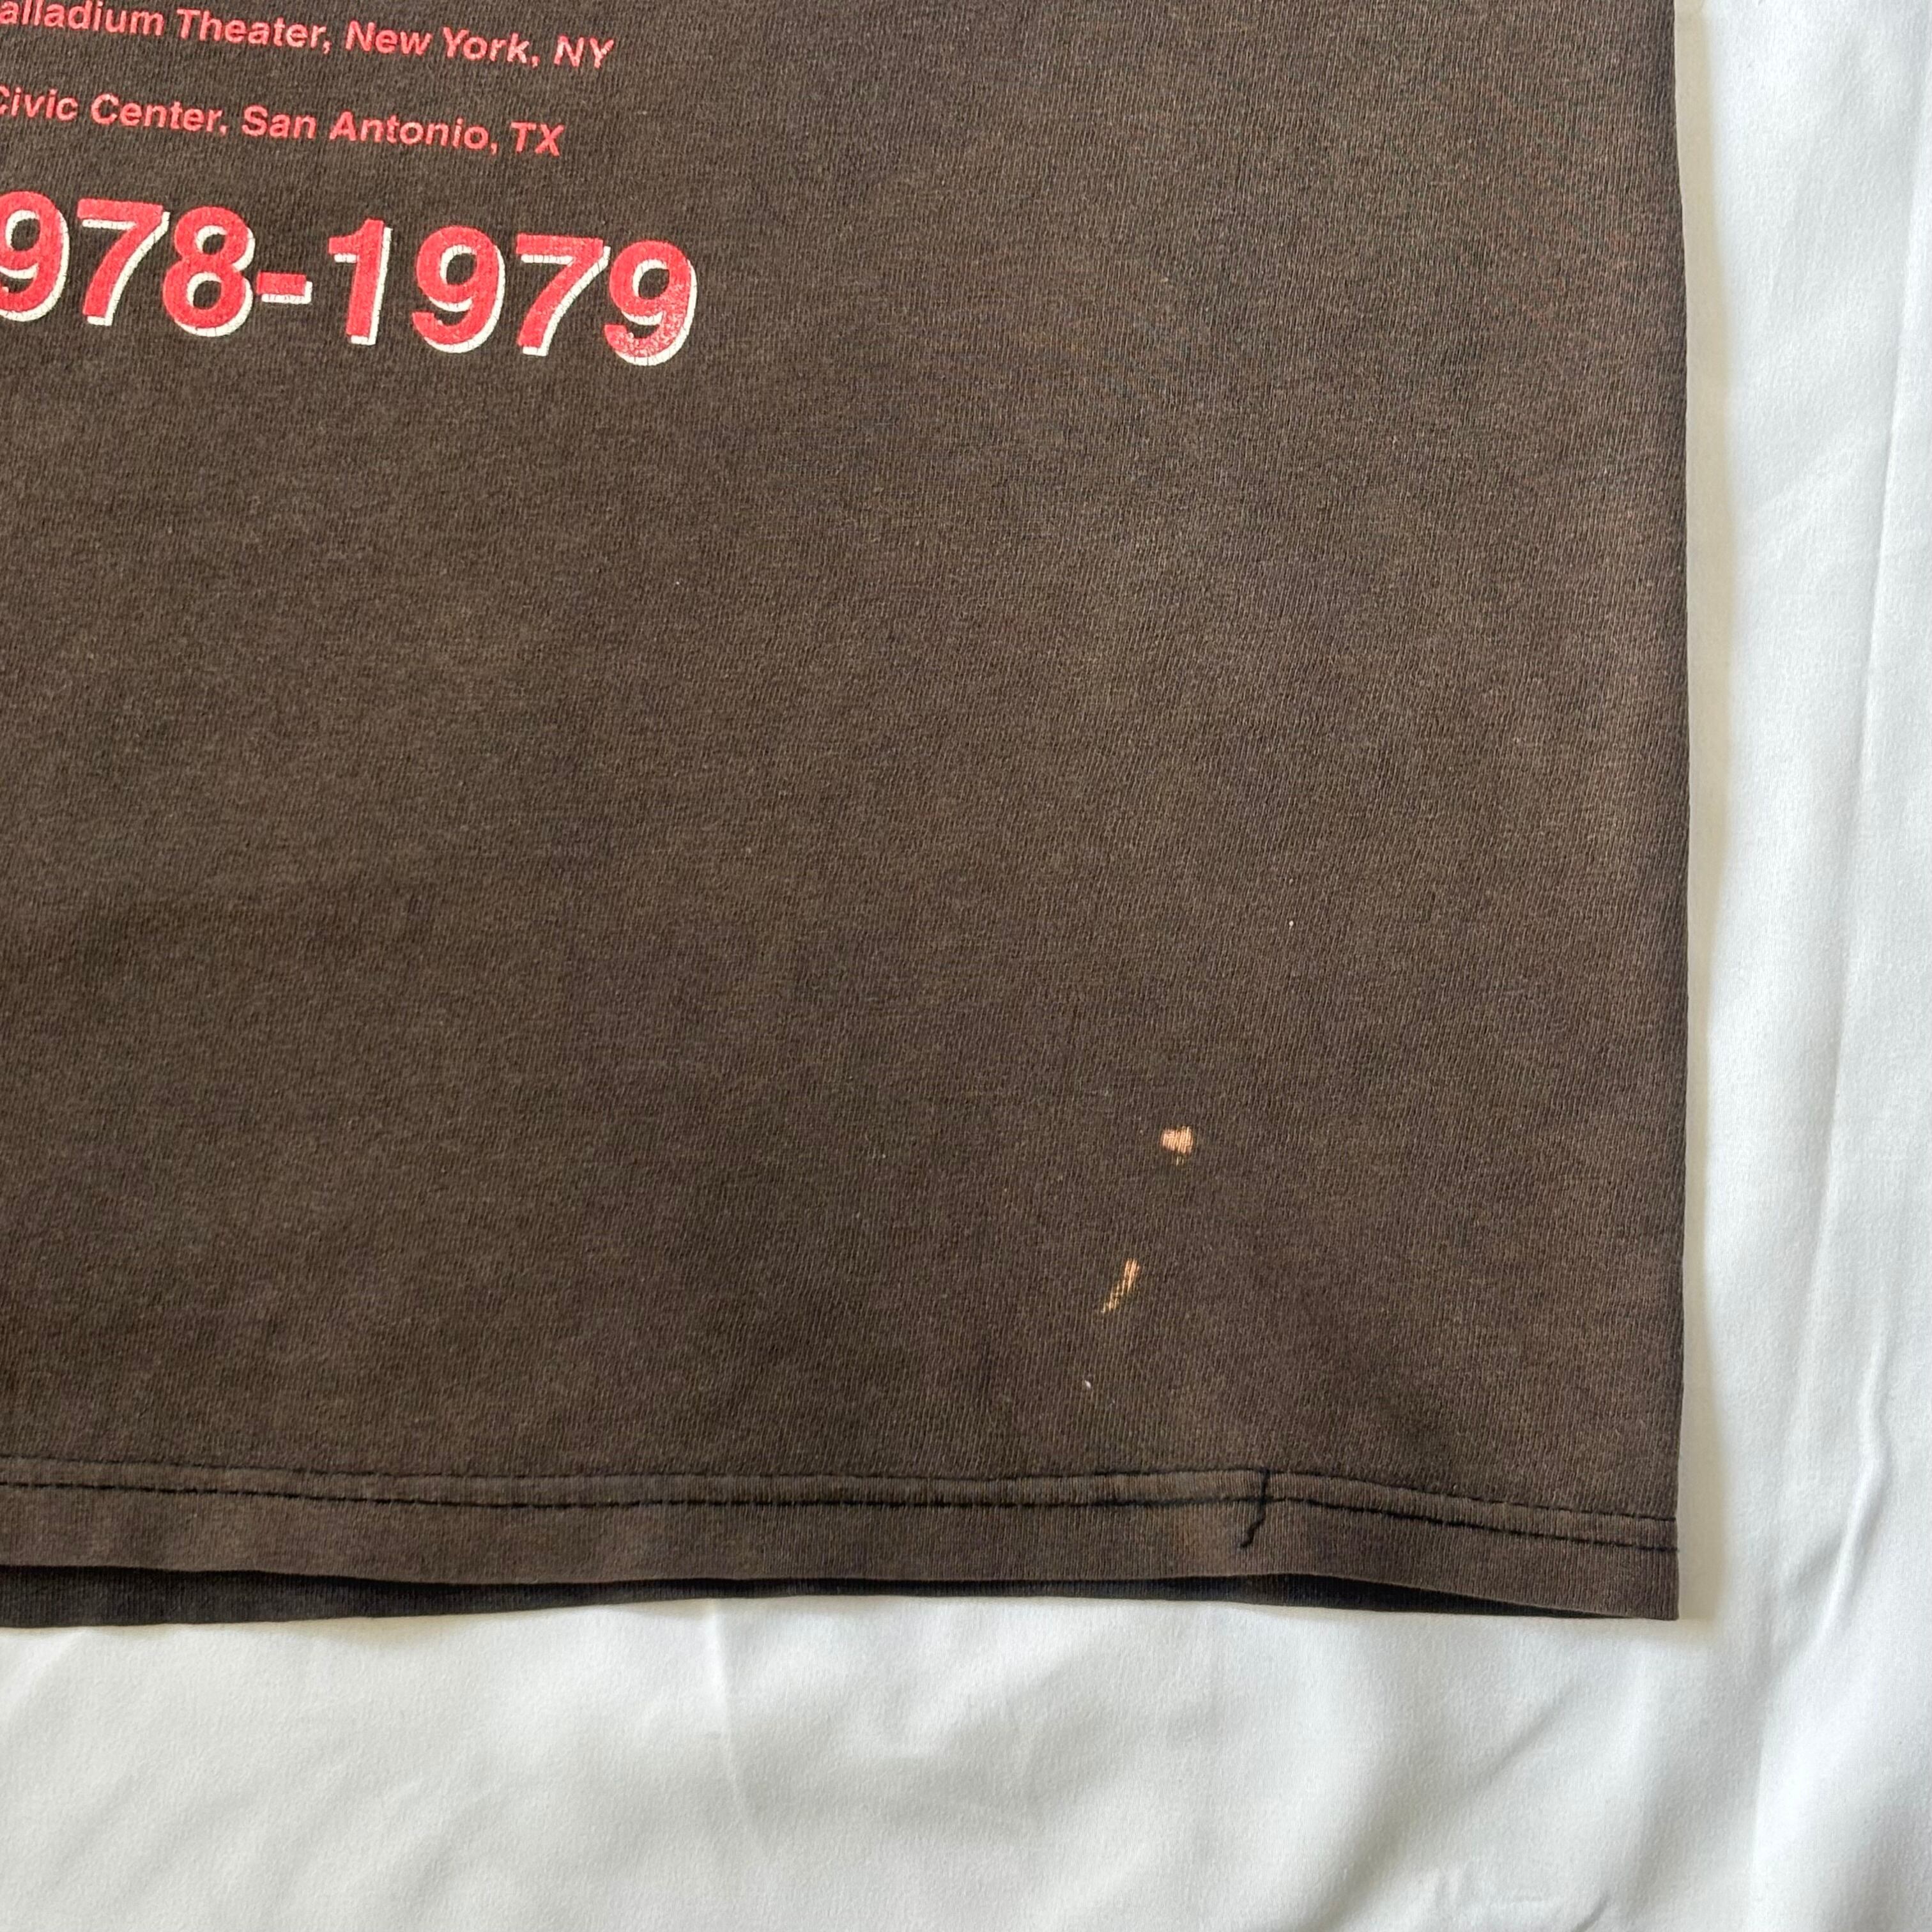 alladium Theater, New York, NY
Civic Center, San Antonio, TX
978-1979